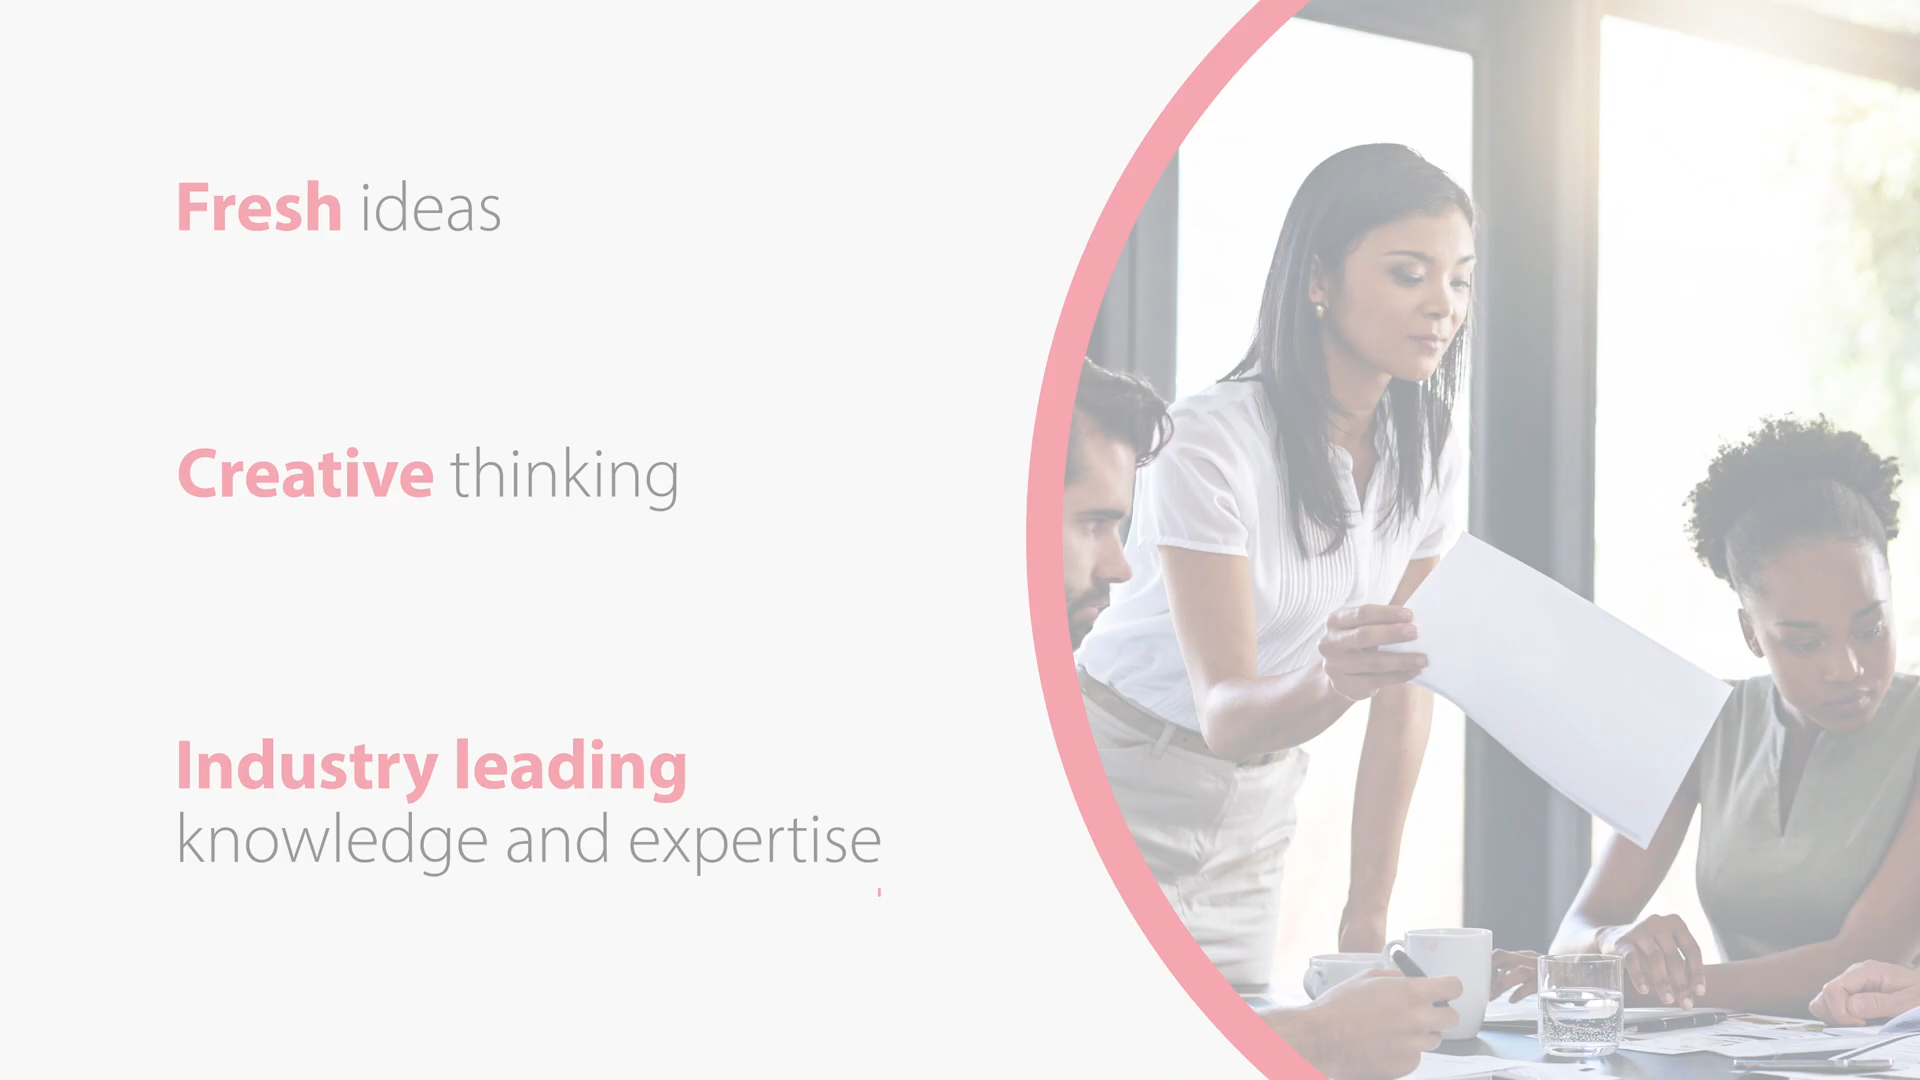 Fresh ideas
Creative thinking
Industry leading
knowledge and expertise